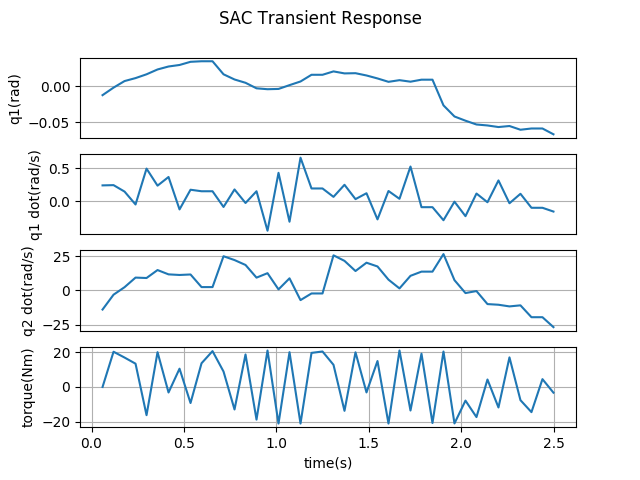 SAC Transient Response
q1(rad)
0.00
−0.05
q1 dot(rad/s)
0.5
0.0
q2 dot(rad/s)
25
0
−25
torque(Nm)
20
0
−20
0.0 0.5 1.0 1.5 2.0 2.5
time(s)